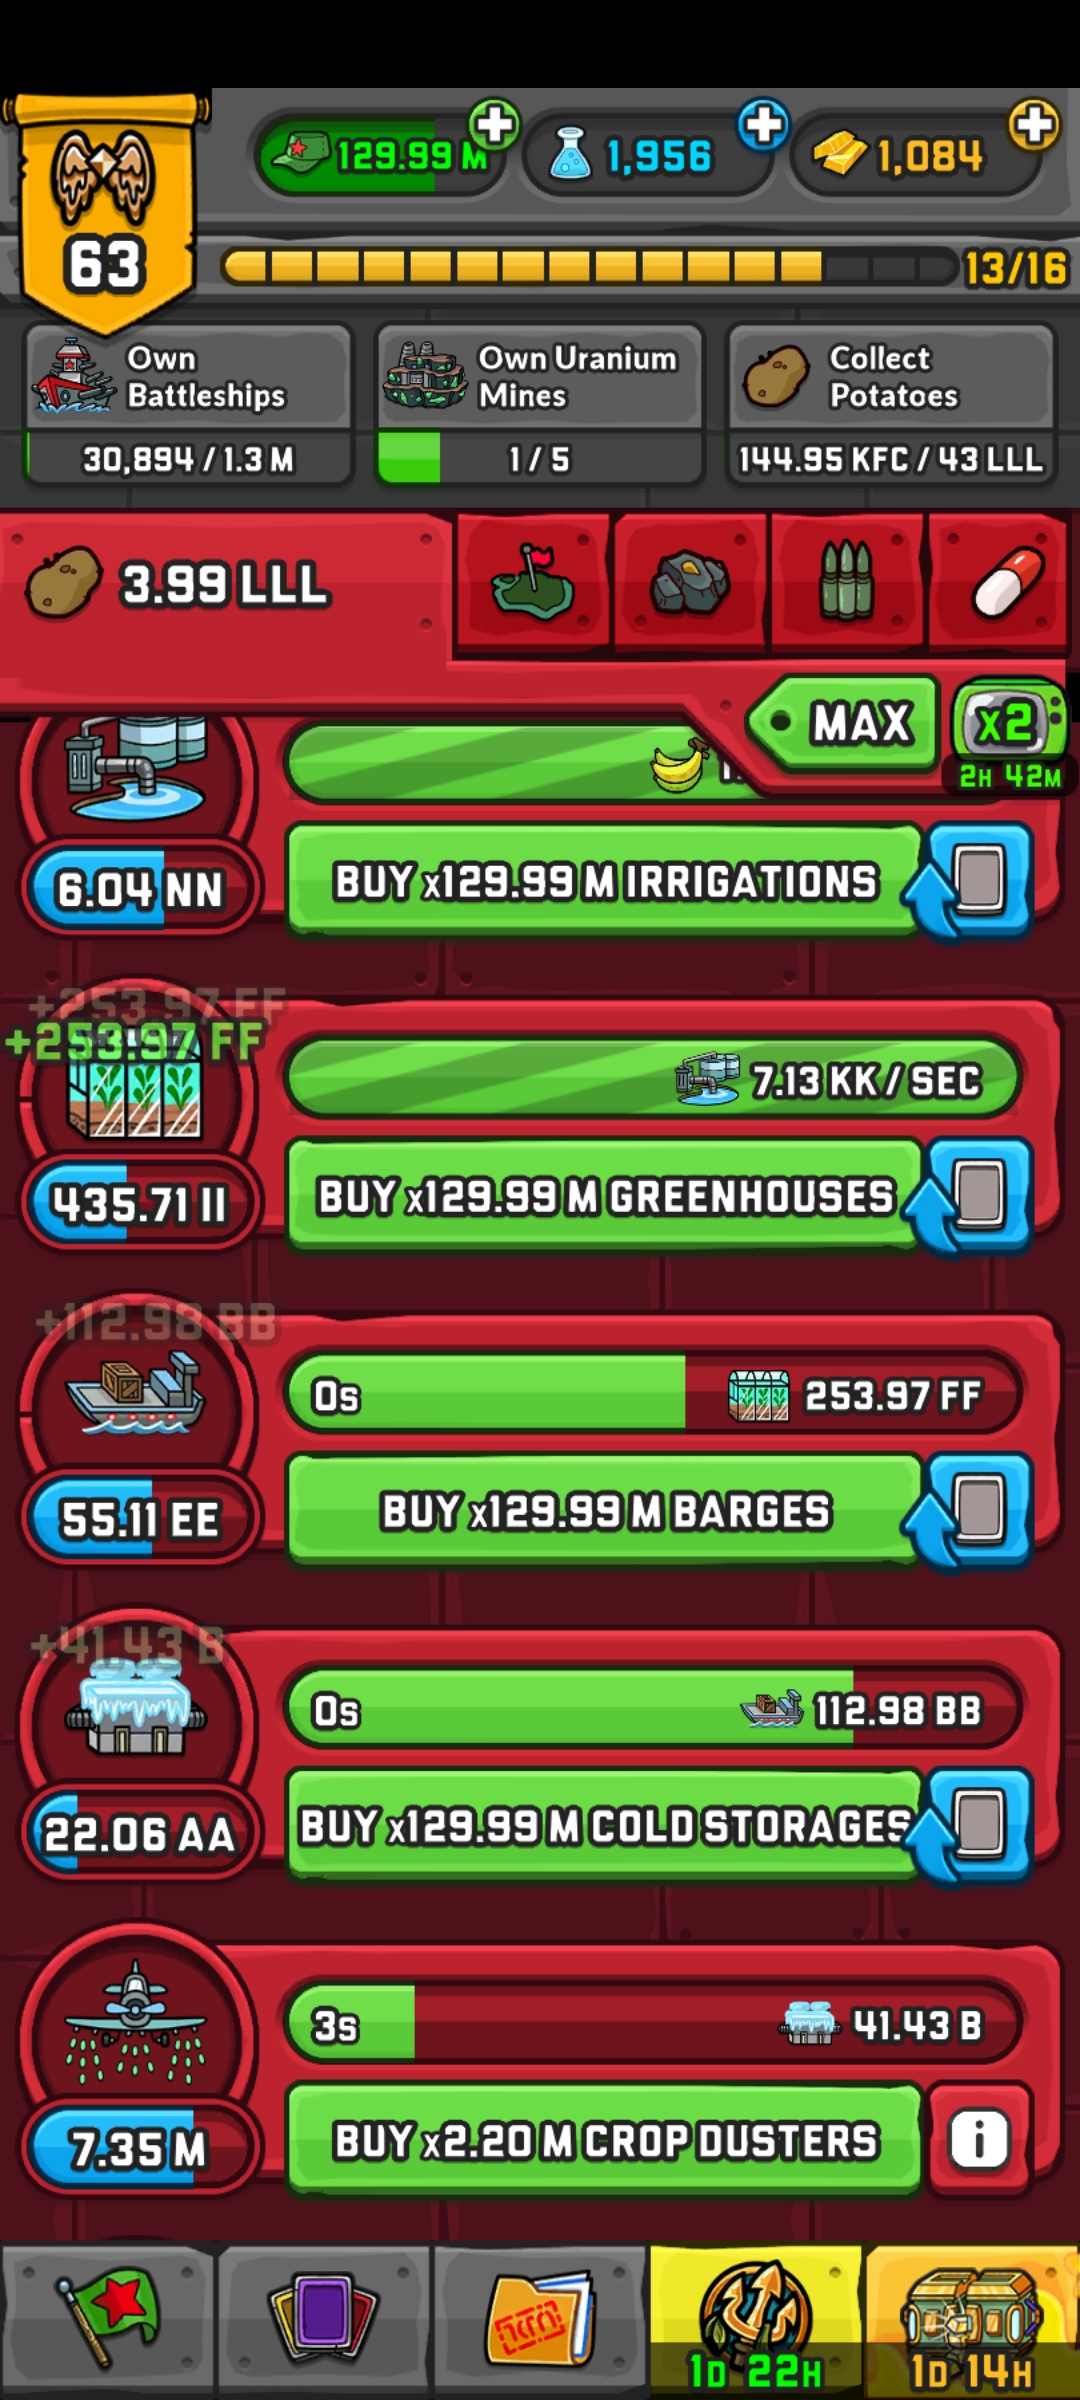 129.99 M
1,956
1,084
63
13/16
Own
Battleships
30,894 / 1.3 M
Own Uranium
Mines
1 / 5
Collect
Potatoes
144.95 KFC / 43 LLL
3.99 LLL
MAX
x2
2H 42M
6.04 NN
BUY x129.99 M IRRIGATIONS
+253.97 FF
+253.97 FF
7.13 KK / SEC
435.71 II
BUY x129.99 M GREENHOUSES
+112.98 BB
0s
253.97 FF
55.11 EE
BUY x129.99 M BARGES
+41.43 B
0s
112.98 BB
22.06 AA
BUY x129.99 M COLD STORAGES
3s
41.43 B
7.35 M
BUY x2.20 M CROP DUSTERS
i
1D 22H
1D 14H